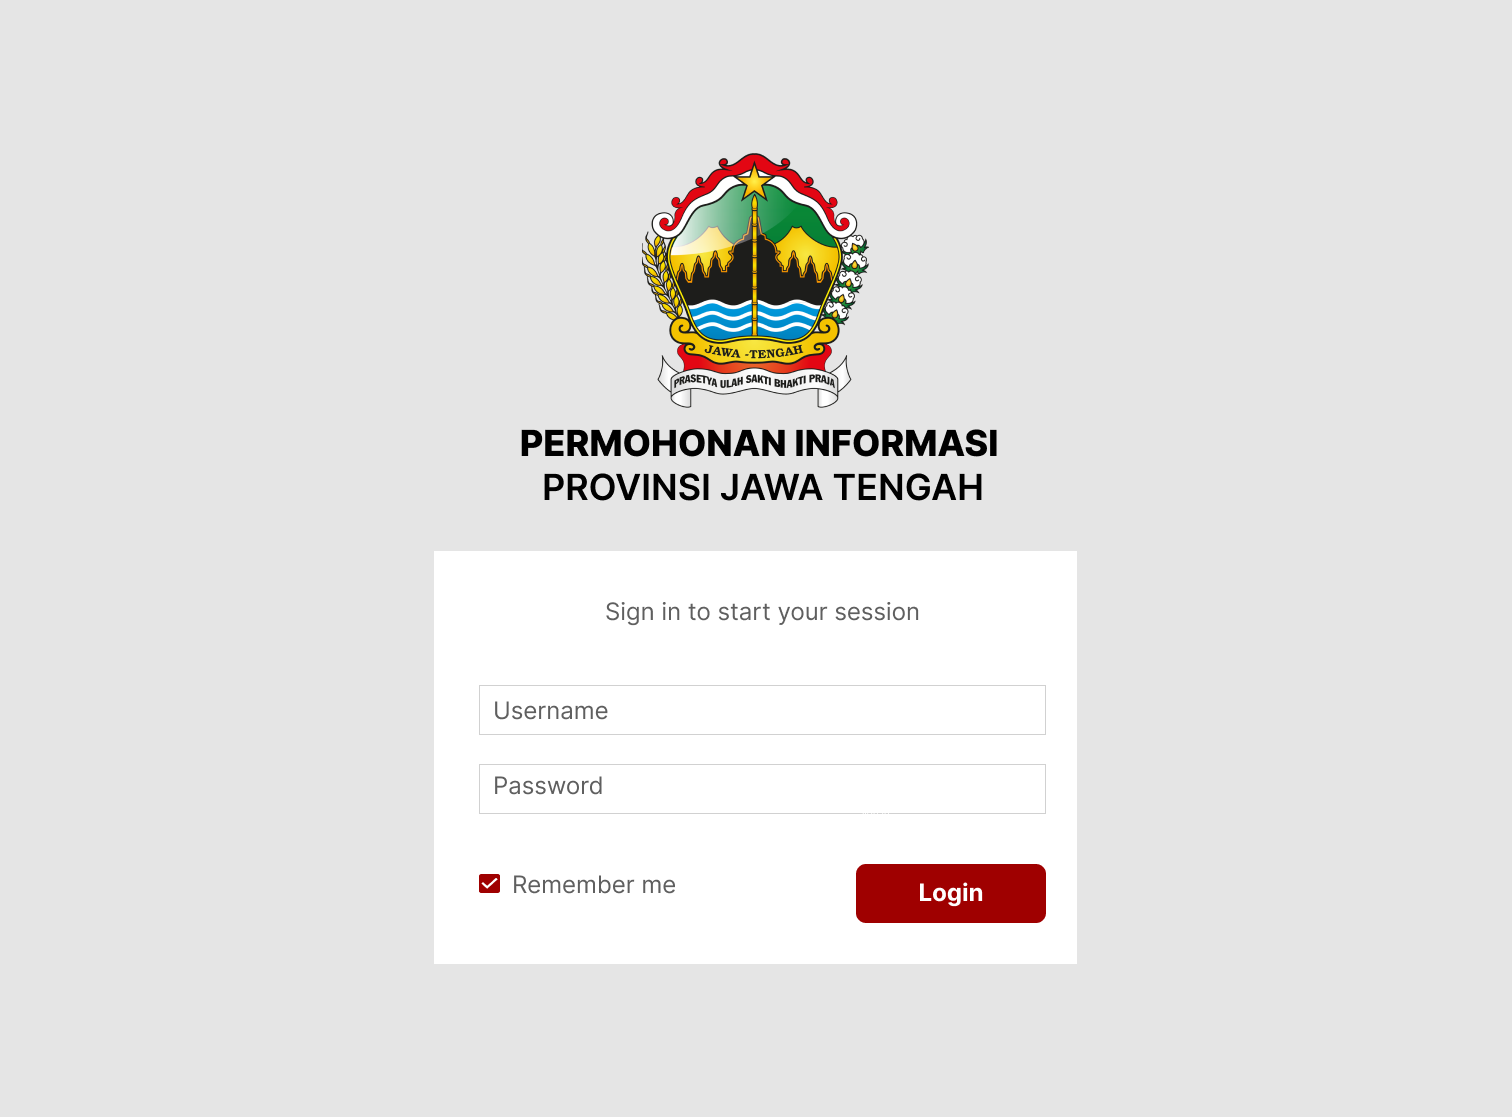 JAWA -TENGAH
PRASETYA ULAH SAKTI BHAKTI PRAJA
PERMOHONAN INFORMASI
PROVINSI JAWA TENGAH
Sign in to start your session
Username
Password
Remember me
Login